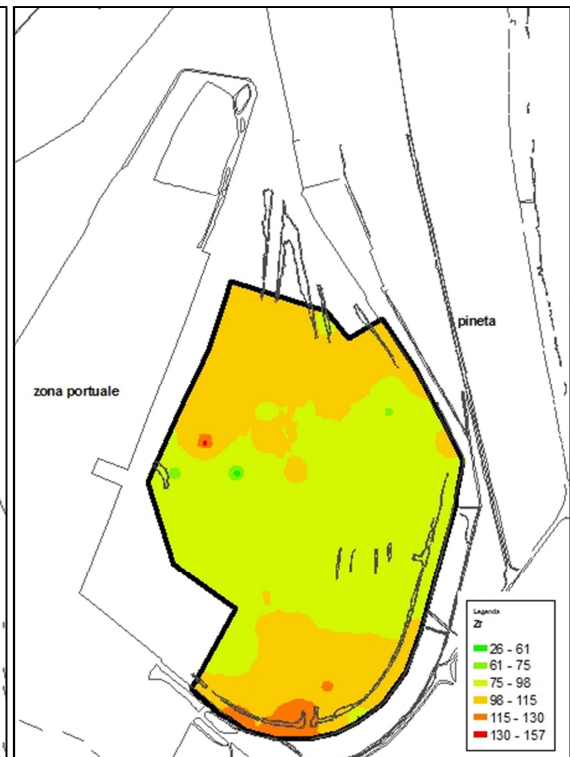 pineta
zona portuale
Legenda
Zr
26 - 61
61 - 75
75 - 98
98 - 115
115 - 130
130 - 157